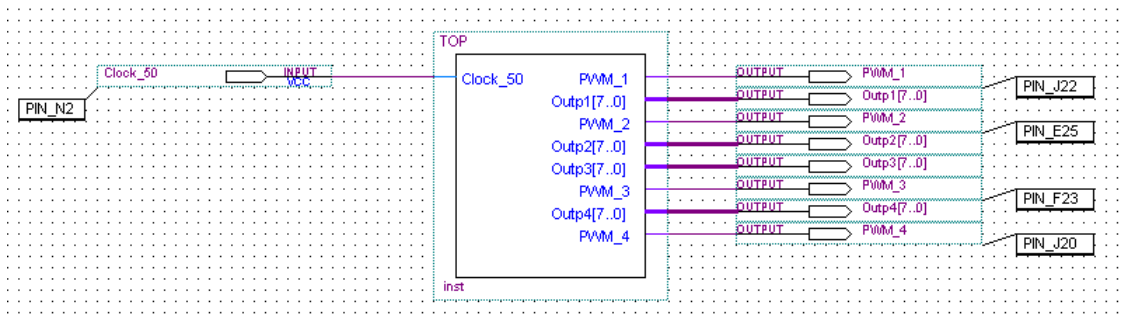 TOP
Clock_50 INPUT VCC
PIN_N2
Clock_50
PWM_1
Outp1[7..0]
PWM_2
Outp2[7..0]
Outp3[7..0]
PWM_3
Outp4[7..0]
PWM_4
inst
OUTPUT PWM_1
OUTPUT Outp1[7..0]
OUTPUT PWM_2
OUTPUT Outp2[7..0]
OUTPUT Outp3[7..0]
OUTPUT PWM_3
OUTPUT Outp4[7..0]
OUTPUT PWM_4
PIN_J22
PIN_E25
PIN_F23
PIN_J20